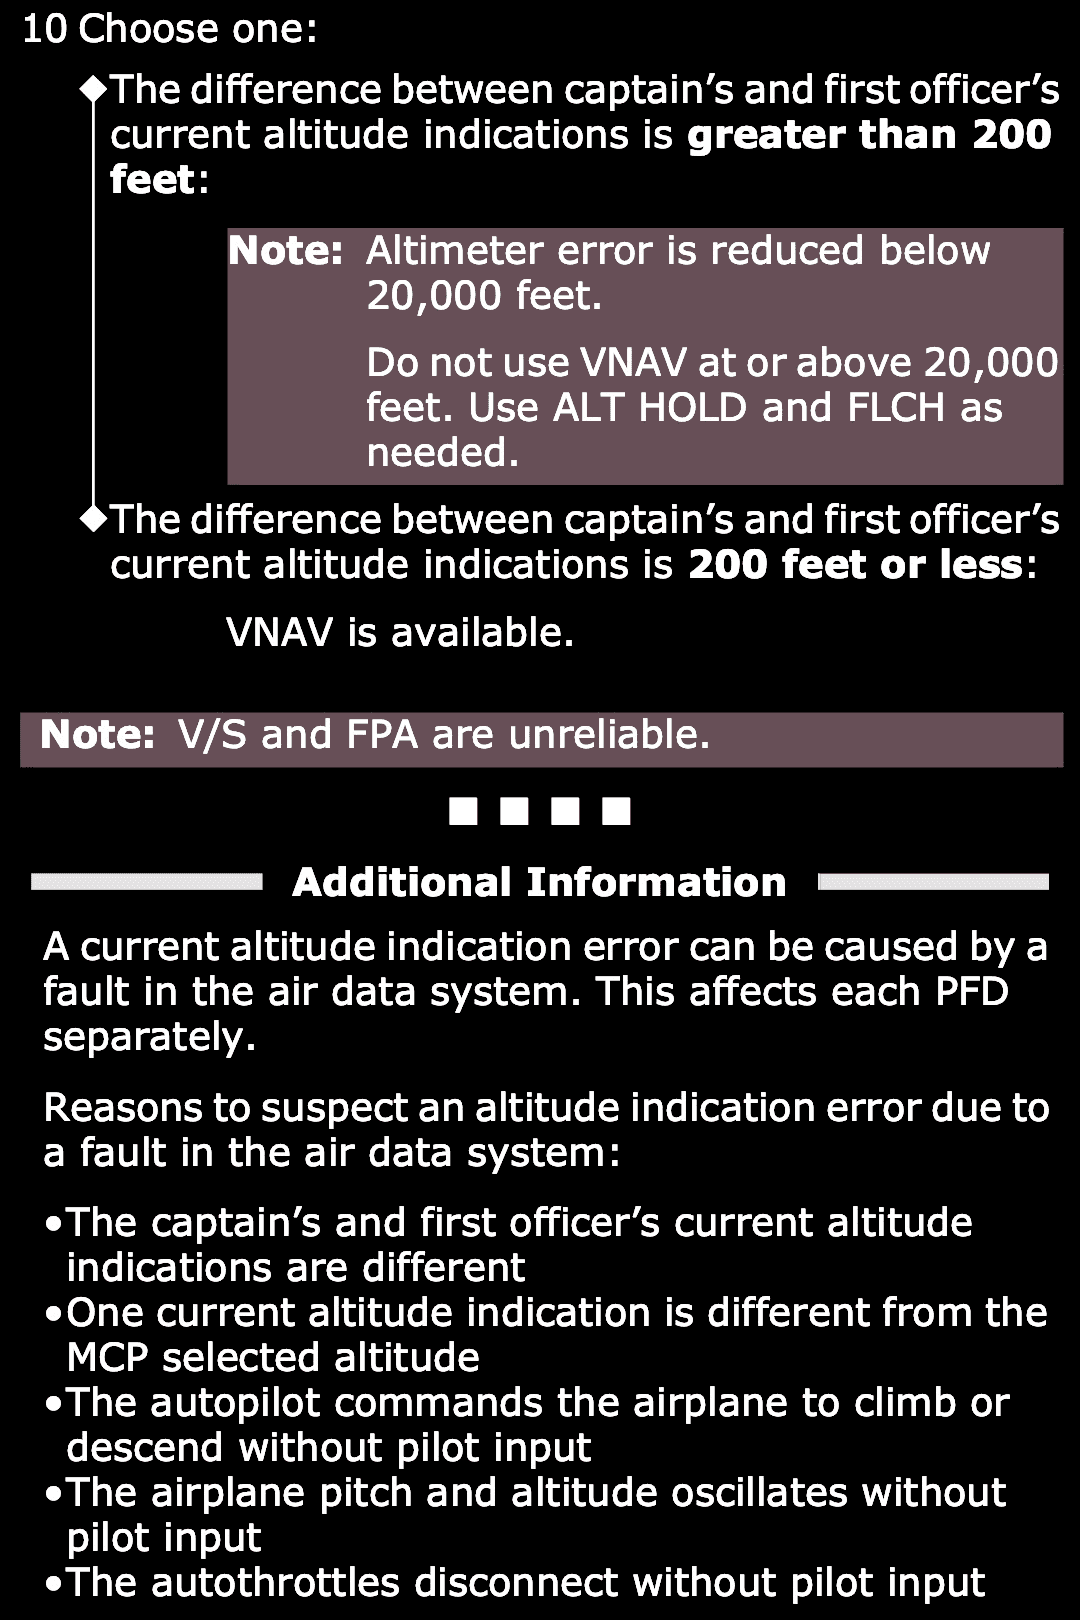 10 Choose one:
The difference between captain’s and first officer’s
current altitude indications is greater than 200
feet:
Note: Altimeter error is reduced below
20,000 feet.
Do not use VNAV at or above 20,000
feet. Use ALT HOLD and FLCH as
needed.
The difference between captain’s and first officer’s
current altitude indications is 200 feet or less:
VNAV is available.
Note: V/S and FPA are unreliable.
Additional Information
A current altitude indication error can be caused by a
fault in the air data system. This affects each PFD
separately.
Reasons to suspect an altitude indication error due to
a fault in the air data system:
•The captain’s and first officer’s current altitude
indications are different
•One current altitude indication is different from the
MCP selected altitude
•The autopilot commands the airplane to climb or
descend without pilot input
•The airplane pitch and altitude oscillates without
pilot input
•The autothrottles disconnect without pilot input